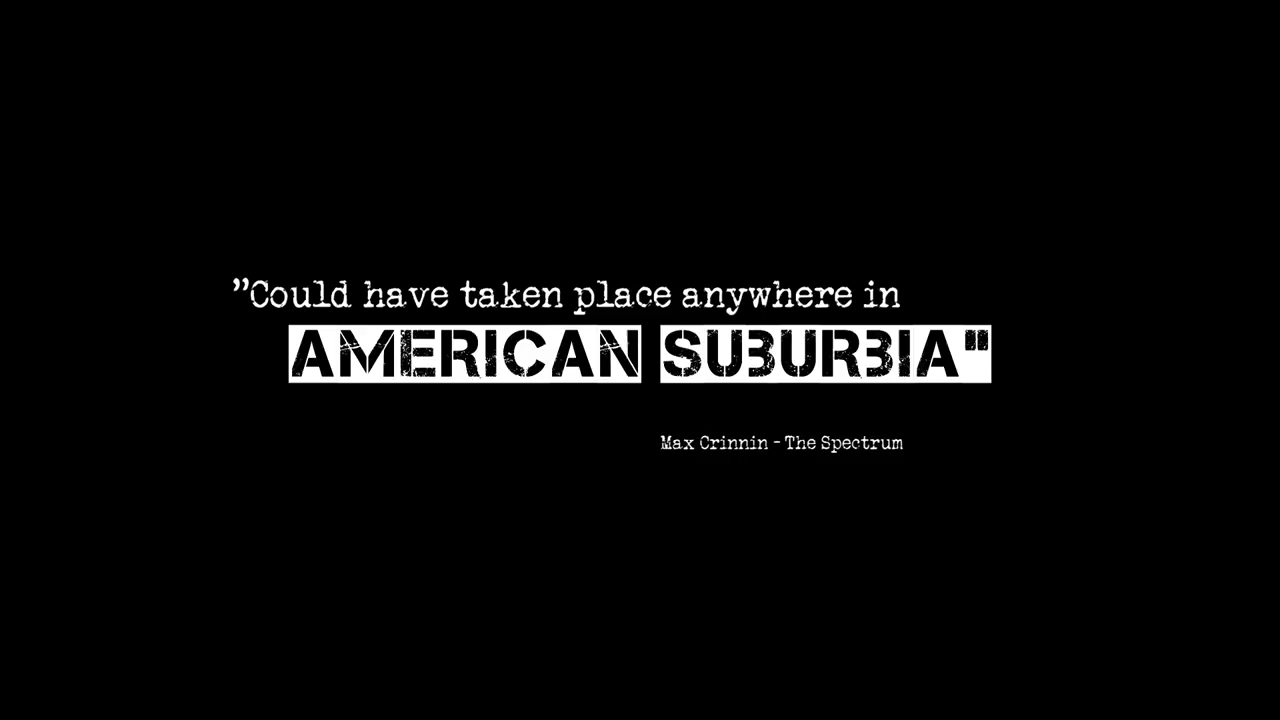 "Could have taken place anywhere in
AMERICAN SUBURBIA"
Max Crinnin - The Spectrum